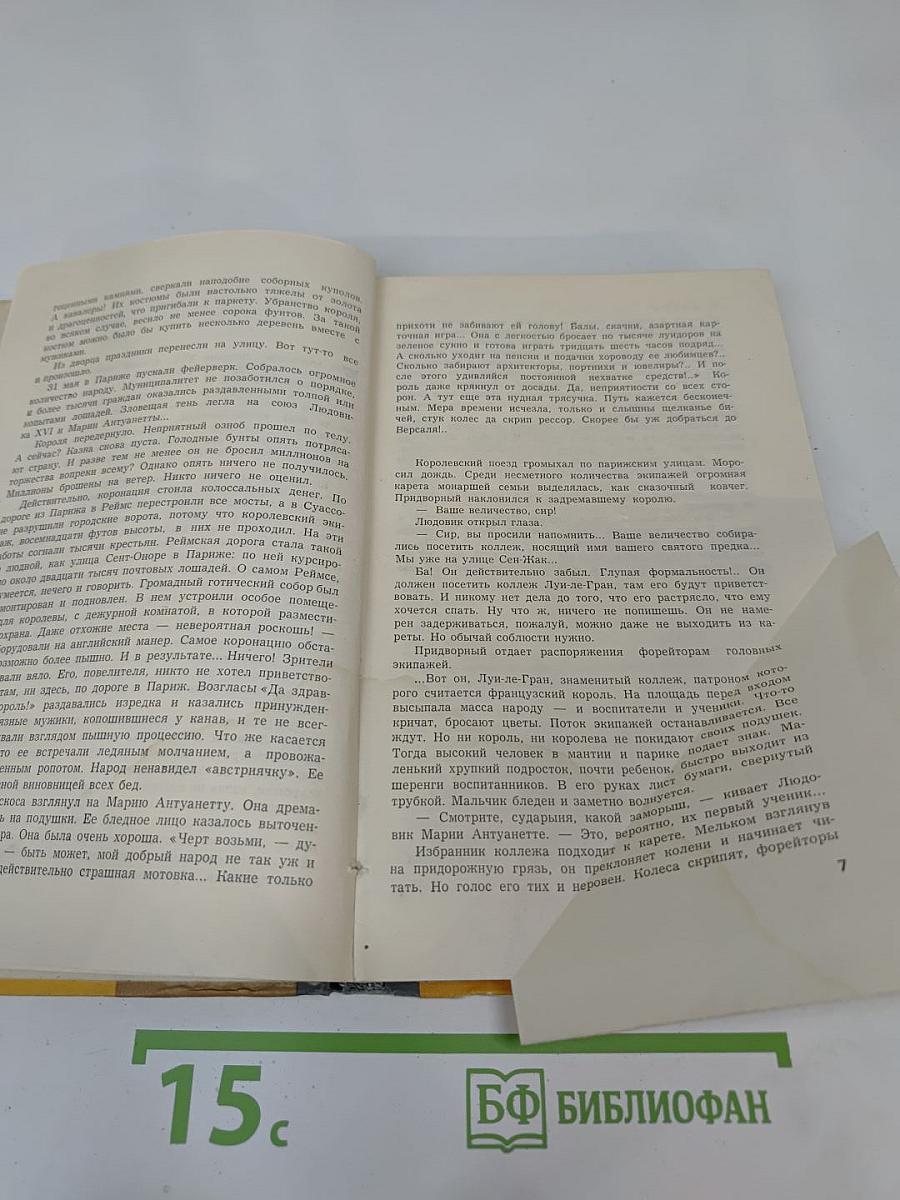 тоценными камнями, сверкали наподобие соборных куполов.
А кавалеры! Их костюмы были настолько тяжелы от золота
и драгоценностей, что пригибали к паркету. Убранство короля,
во всяком случае, весило не менее сорока фунтов. За такой
костюм можно было бы купить несколько деревень вместе с
мужиками.
Из дворца праздники перенесли на улицу. Вот тут-то все
и произошло.
31 мая в Париже пускали фейерверк. Собралось огромное
количество народу. Муниципалитет не позаботился о порядке,
и более тысячи граждан оказались раздавленными толпой или
копытами лошадей. Зловещая тень легла на союз Людови-
ка XVI и Марии Антуанетты...
Короля передернуло. Неприятный озноб прошел по телу.
А сейчас? Казна снова пуста. Голодные бунты опять потряса-
ют страну. И разве тем не менее он не бросил миллионов на
торжества вопреки всему? Однако опять ничего не получилось.
Миллионы брошены на ветер. Никто ничего не оценил.
Действительно, коронация стоила колоссальных денег. По
дороге из Парижа в Реймс перестроили все мосты, а в Суассо-
не разрушили городские ворота, потому что королевский эки-
аж, восемнадцати футов высоты, в них не проходил. На эти
аботы согнали тысячи крестьян. Реймская дорога стала такой
людной, как улица Сент-Оноре в Париже: по ней курсиро-
о около двадцати тысяч почтовых лошадей. О самом Реймсе,
умеется, нечего и говорить. Громадный готический собор был
монтирован и подновлен. В нем устроили особое помеще-
для королевы, с дежурной комнатой, в которой размести-
охрана. Даже отхожие места — невероятная роскошь! —
борудовали на английский манер. Самое коронацию обста-
возможно более пышно. И в результате... Ничего! Зрители
вали вяло. Его, повелителя, никто не хотел приветство-
там, ни здесь, по дороге в Париж. Возгласы «Да здрав-
ороль!» раздавались изредка и казались принужден-
язные мужики, копошившиеся у канав, и те не всег-
вали взглядом пышную процессию. Что же касается
то ее встречали ледяным молчанием, а провожа-
енным ропотом. Народ ненавидел «австриячку». Ее
ной виновницей всех бед.
скоса взглянул на Марию Антуанетту. Она дрема-
ь на подушки. Ее бледное лицо казалось выточен-
ра. Она была очень хороша. «Черт возьми, — ду-
— быть может, мой добрый народ не так уж и
действительно страшная мотовка... Какие только
прихоти не забивают ей голову! Балы, скачки, азартная кар-
точная игра... Она с легкостью бросает по тысяче луидоров на
зеленое сукно и готова играть тридцать шесть часов подряд...
А сколько уходит на пенсии и подачки хороводу ее любимцев?..
Сколько забирают архитекторы, портнихи и ювелиры?.. И по-
сле этого удивляйся постоянной нехватке средств!..» Ко-
роль даже крякнул от досады. Да, неприятности со всех сто-
рон. А тут еще эта нудная трясучка. Путь кажется бесконеч-
ным. Мера времени исчезла, только и слышны щелканье би-
чей, стук колес да скрип рессор. Скорее бы уж добраться до
Версаля!..
Королевский поезд громыхал по парижским улицам. Моро-
сил дождь. Среди несметного количества экипажей огромная
карета монаршей семьи выделялась, как сказочный ковчег.
Придворный наклонился к задремавшему королю.
— Ваше величество, сир!
Людовик открыл глаза.
— Сир, вы просили напомнить... Ваше величество собира-
лись посетить коллеж, носящий имя вашего святого предка...
Мы уже на улице Сен-Жак...
Ба! Он действительно забыл. Глупая формальность!.. Он
должен посетить коллеж Луи-ле-Гран, там его будут приветст-
вовать. И никому нет дела до того, что его растрясло, что ему
хочется спать. Ну что ж, ничего не попишешь. Он не наме-
рен задерживаться, пожалуй, можно даже не выходить из ка-
реты. Но обычай соблюсти нужно.
Придворный отдает распоряжения форейторам головных
экипажей.
...Вот он, Луи-ле-Гран, знаменитый коллеж, патроном кото-
рого считается французский король. На площадь перед входом
высыпала масса народу — и воспитатели и ученики. Что-то
кричат, бросают цветы. Поток экипажей останавливается. Все
ждут. Но ни король, ни королева не покидают своих подушек.
Тогда высокий человек в мантии и парике подает знак. Ма-
ленький хрупкий подросток, почти ребенок, быстро выходит из
шеренги воспитанников. В его руках лист бумаги, свернутый
трубкой. Мальчик бледен и заметно волнуется.
— Смотрите, сударыня, какой заморыш, — кивает Людо-
вик Марии Антуанетте. — Это, вероятно, их первый ученик...
Избранник коллежа подходит к карете. Мельком взглянув
на придорожную грязь, он преклоняет колени и начинает чи-
тать. Но голос его тих и неровен. Колеса скрипят, форейторы
7
15 с
БФ БИБЛИОФАН